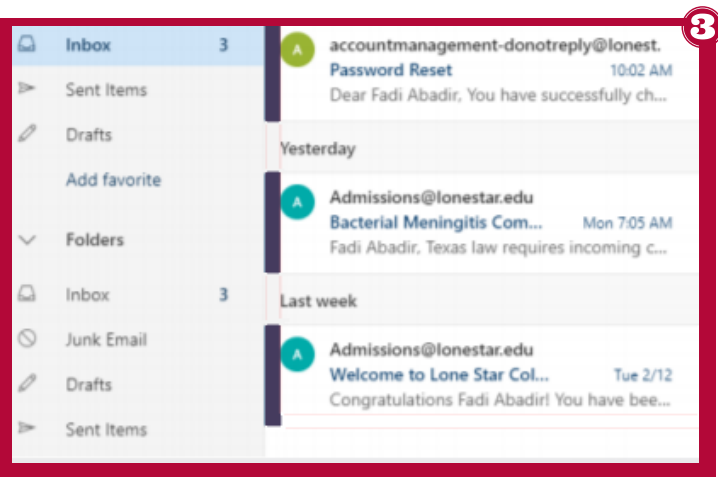 3
Inbox 3
Sent Items
Drafts
Add favorite
Folders
Inbox 3
Junk Email
Drafts
Sent Items
A accountmanagement-donotreply@lonest.
Password Reset 10:02 AM
Dear Fadi Abadir, You have successfully ch...
Yesterday
A Admissions@lonestar.edu
Bacterial Meningitis Com... Mon 7:05 AM
Fadi Abadir, Texas law requires incoming c...
Last week
A Admissions@lonestar.edu
Welcome to Lone Star Col... Tue 2/12
Congratulations Fadi Abadir! You have bee...